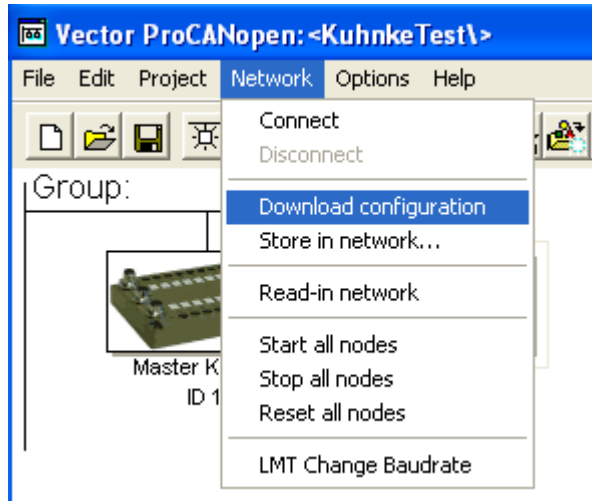 Vector ProCANopen: <KuhnkeTest\>
File Edit Project Network Options Help
Connect
Disconnect
Group:
Download configuration
Store in network...
Read-in network
Start all nodes
Master K
Stop all nodes
ID 1
Reset all nodes
LMT Change Baudrate